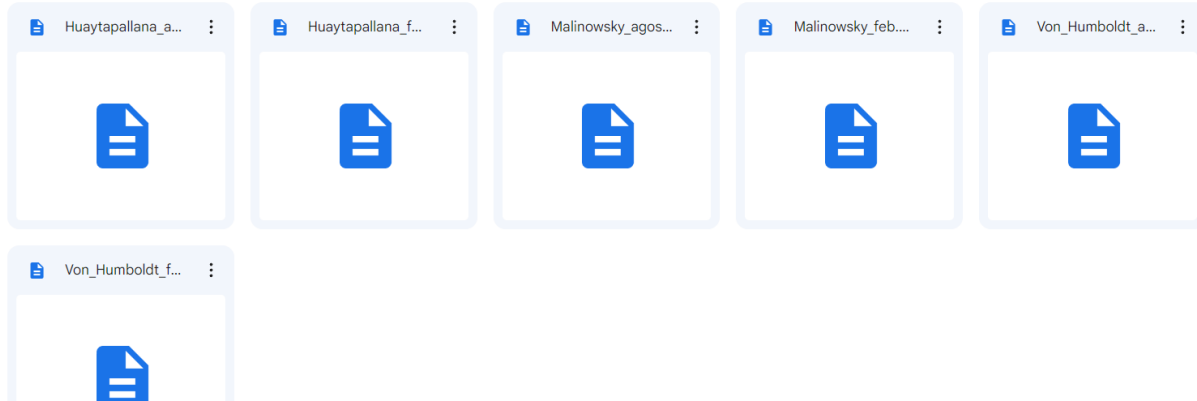 Huaytapallana_a...
Huaytapallana_f...
Malinowsky_agos...
Malinowsky_feb....
Von_Humboldt_a...
Von_Humboldt_f...